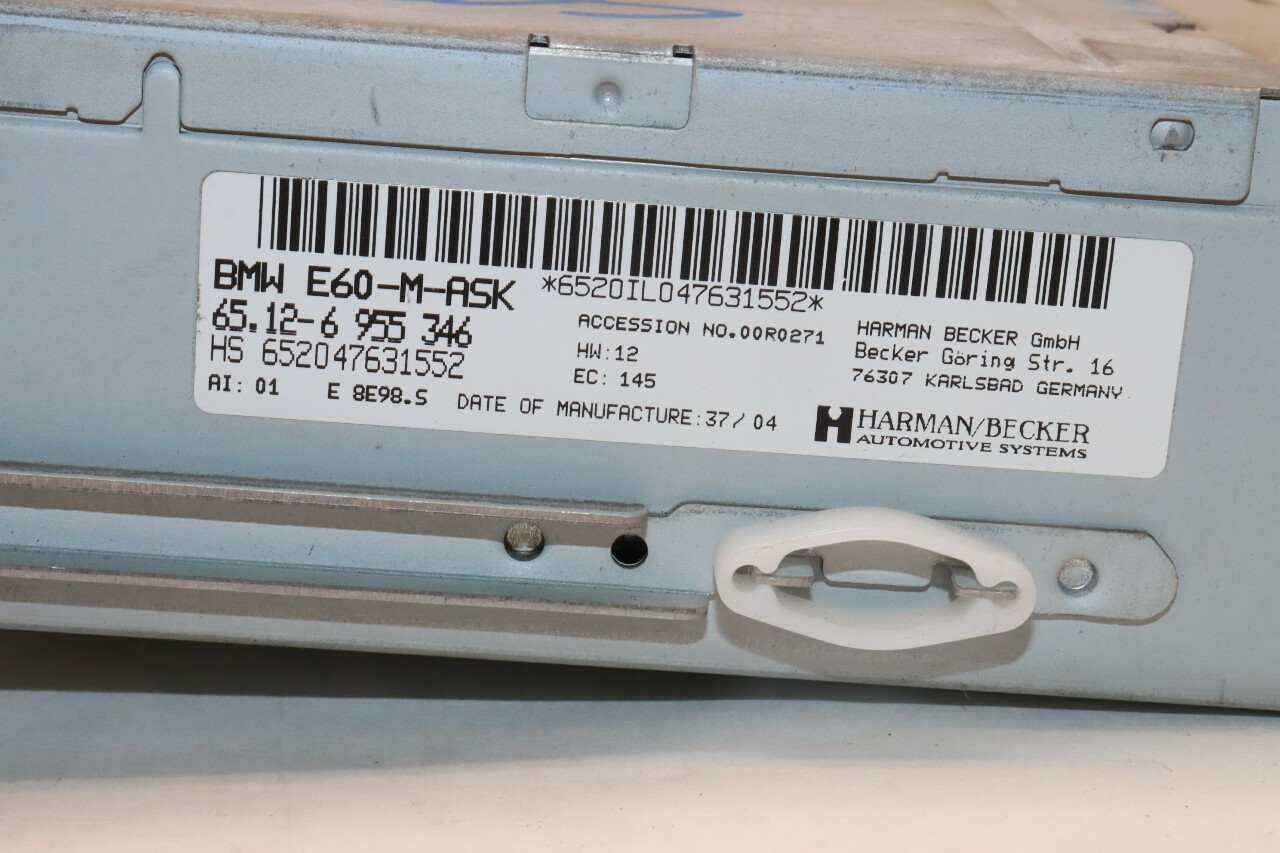 *6520IL047631552*
BMW E60-M-ASK
65.12-6 955 346
HS 652047631552
AI: 01 E 8E98.S
ACCESSION NO.00R0271
HW:12
EC: 145
DATE OF MANUFACTURE:37/04
HARMAN BECKER GmbH
Becker Göring Str. 16
76307 KARLSBAD GERMANY
HARMAN/BECKER
AUTOMOTIVE SYSTEMS